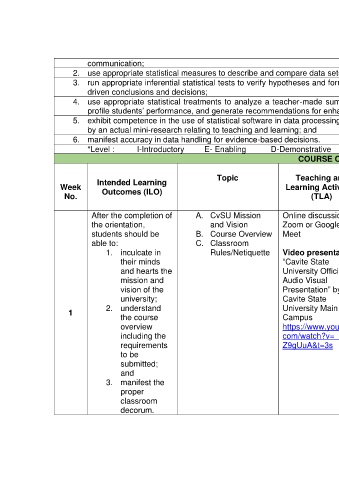 communication;
2. use appropriate statistical measures to describe and compare data set
3. run appropriate inferential statistical tests to verify hypotheses and for
driven conclusions and decisions;
4. use appropriate statistical treatments to analyze a teacher-made sum
profile students' performance, and generate recommendations for enha
5. exhibit competence in the use of statistical software in data processing
by an actual mini-research relating to teaching and learning; and
6. manifest accuracy in data handling for evidence-based decisions.
*Level : I-Introductory E- Enabling D-Demonstrative
COURSE C
Week
No.
Intended Learning
Outcomes (ILO)
Topic
Teaching an
Learning Activ
(TLA)
1
After the completion of
the orientation,
students should be
able to:
1. inculcate in
their minds
and hearts the
mission and
vision of the
university;
2. understand
the course
overview
including the
requirements
to be
submitted;
and
3. manifest the
proper
classroom
decorum.
A. CvSU Mission
and Vision
B. Course Overview
C. Classroom
Rules/Netiquette
Online discussio
Zoom or Google
Meet
Video presenta
"Cavite State
University Offici
Audio Visual
Presentation" by
Cavite State
University Main
Campus
https://www.you
com/watch?v=
Z9gUuA&t=3s